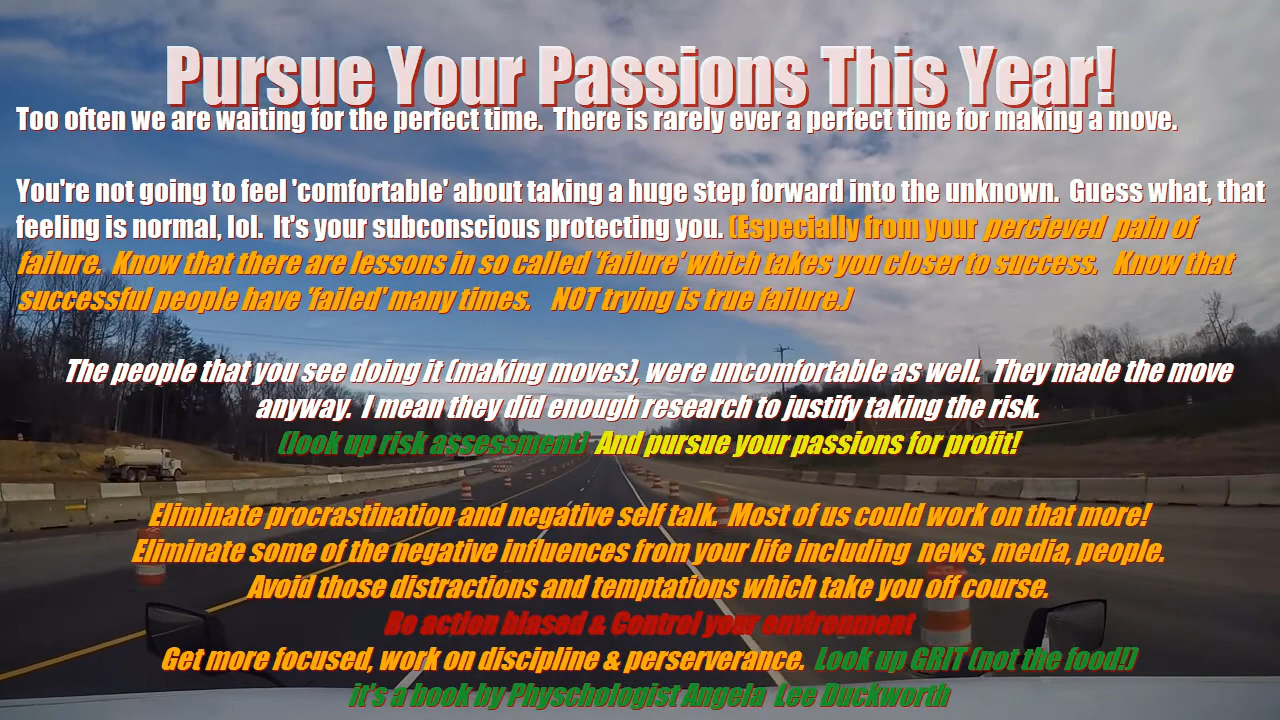 Pursue Your Passions This Year!
Too often we are waiting for the perfect time.  There is rarely ever a perfect time for making a move.
You're not going to feel 'comfortable' about taking a huge step forward into the unknown.  Guess what, that
feeling is normal, lol.  It's your subconscious protecting you. (Especially from your percieved  pain of
failure.  Know that there are lessons in so called 'failure' which takes you closer to success.   Know that
successful people have 'failed' many times.    NOT trying is true failure.)
The people that you see doing it (making moves), were uncomfortable as well.  They made the move
anyway.  I mean they did enough research to justify taking the risk.
(look up risk assessment)  And pursue your passions for profit!
Eliminate procrastination and negative self talk.  Most of us could work on that more!
Eliminate some of the negative influences from your life including  news, media, people.
Avoid those distractions and temptations which take you off course.
Be action biased & Control your environment
Get more focused, work on discipline & perserverance.  Look up GRIT (not the food!)
it's a book by Physchologist Angela  Lee Duckworth